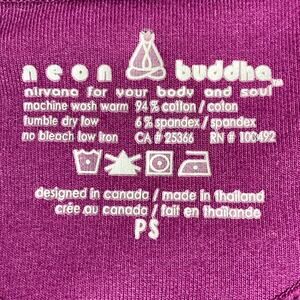 neon buddha
nirvana for your body and soul
machine wash warm 94% cotton / coton
tumble dry low 6% spandex / spandex
no bleach low iron CA # 25366 RN # 100492
designed in canada / made in thailand
crée au canada / fait en thailande
PS